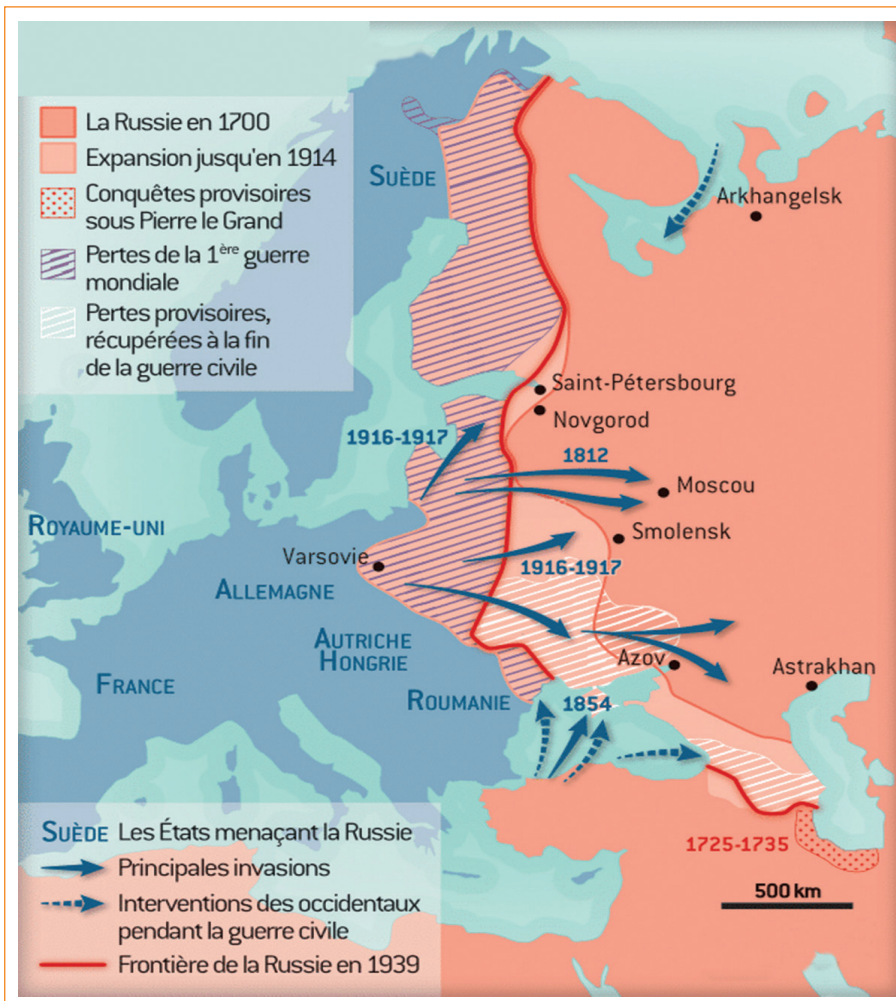 La Russie en 1700
Expansion jusqu'en 1914
Conquêtes provisoires
sous Pierre le Grand
Pertes de la 1ère guerre
mondiale
Pertes provisoires,
récupérées à la fin
de la guerre civile
SUÈDE
Arkhangelsk
Saint-Pétersbourg
Novgorod
1916-1917
1812
Moscou
ROYAUME-UNI
Smolensk
Varsovie
1916-1917
ALLEMAGNE
AUTRICHE
HONGRIE
Azov
Astrakhan
FRANCE
ROUMANIE
1854
SUÈDE Les États menaçant la Russie
Principales invasions
Interventions des occidentaux
pendant la guerre civile
Frontière de la Russie en 1939
1725-1735
500 km